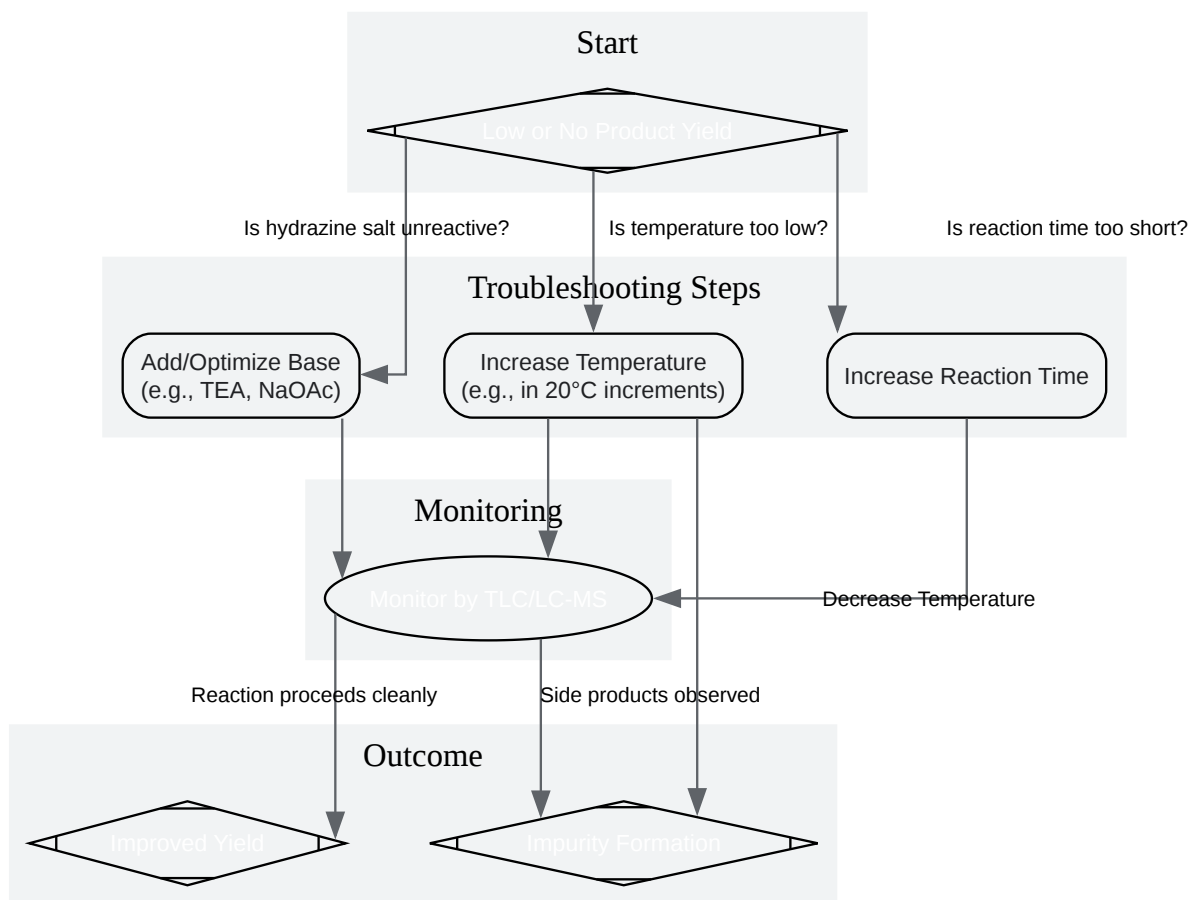 Start
Low or No Product Yield
Is hydrazine salt unreactive?
Is temperature too low?
Is reaction time too short?
Troubleshooting Steps
Add/Optimize Base
(e.g., TEA, NaOAc)
Increase Temperature
(e.g., in 20°C increments)
Increase Reaction Time
Monitoring
Monitor by TLC/LC-MS
Decrease Temperature
Reaction proceeds cleanly
Side products observed
Outcome
Improved Yield
Impurity Formation